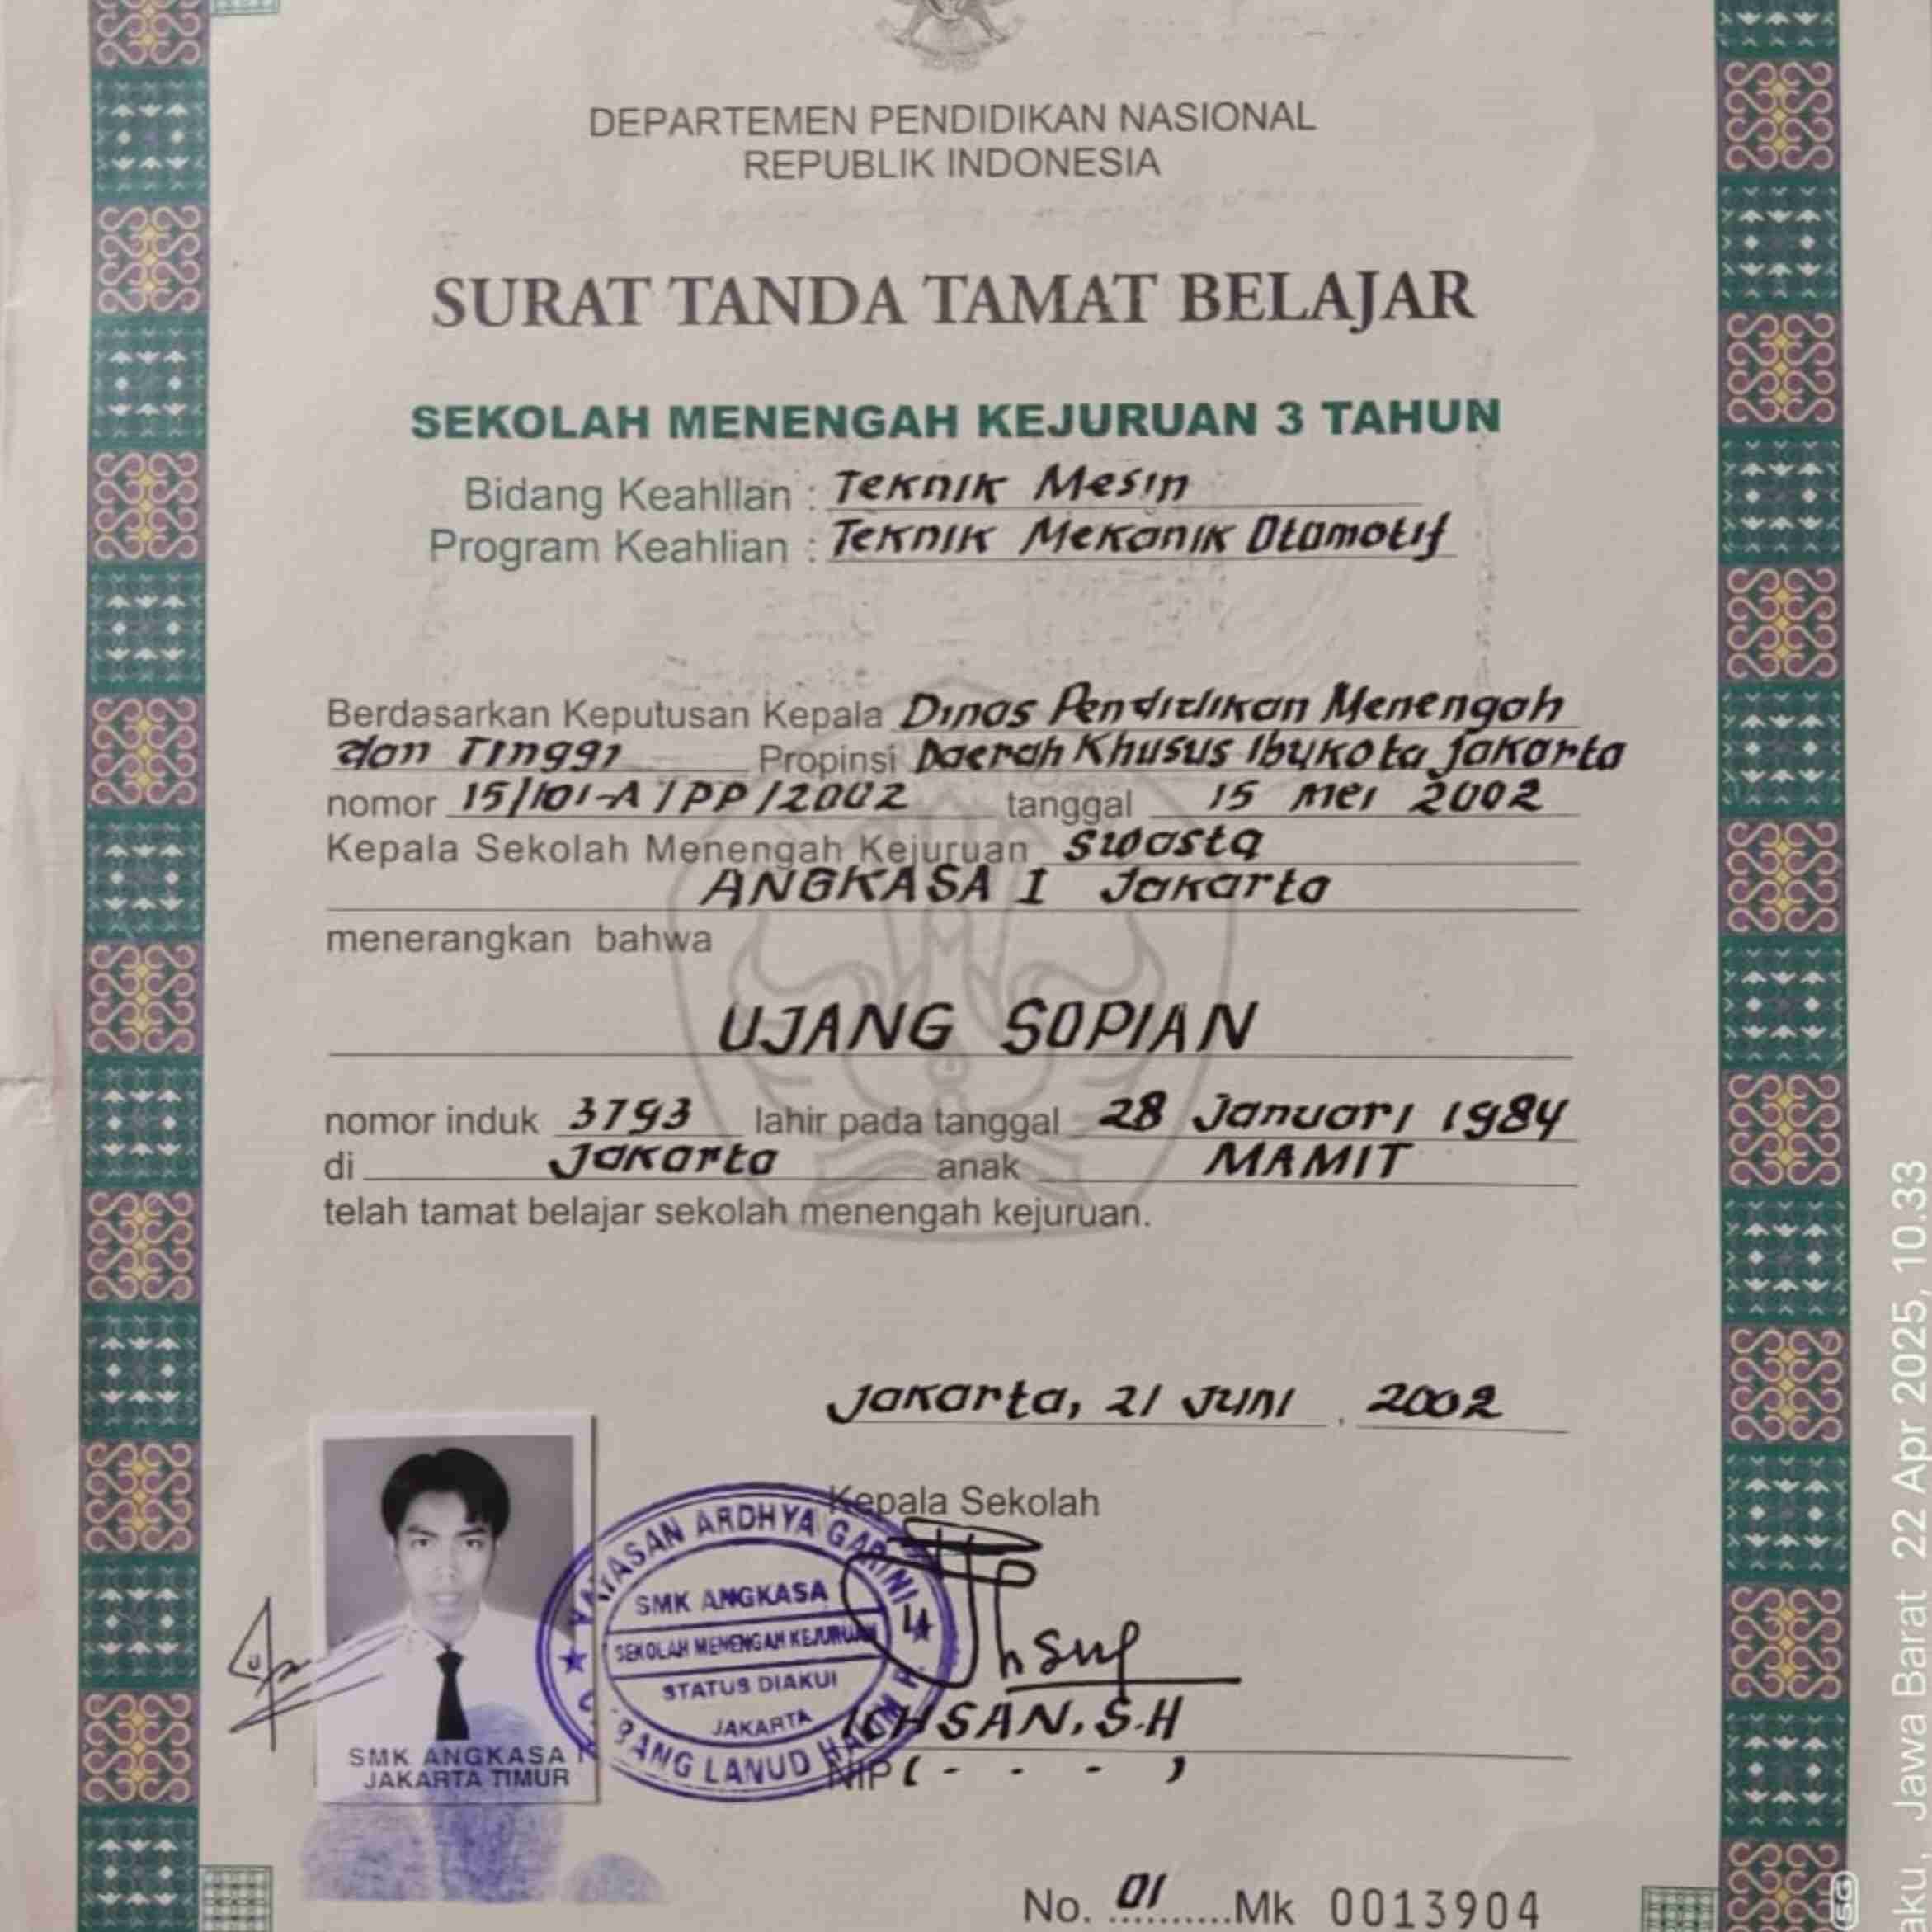 DEPARTEMEN PENDIDIKAN NASIONAL
REPUBLIK INDONESIA
SURAT TANDA TAMAT BELAJAR
SEKOLAH MENENGAH KEJURUAN 3 TAHUN
Bidang Keahlian : Teknik Mesin
Program Keahlian : Teknik Mekanik Otomotif
Berdasarkan Keputusan Kepala Dinas Pendidikan Menengah
dan Tinggi Propinsi Daerah Khusus Ibukota Jakarta
nomor 15/101-A/PP/2002 tanggal 15 Mei 2002
Kepala Sekolah Menengah Kejuruan Swasta
ANGKASA I Jakarta
menerangkan bahwa
UJANG SOPIAN
nomor induk 3793 lahir pada tanggal 28 Januari 1984
di Jakarta anak MAMIT
telah tamat belajar sekolah menengah kejuruan.
Jakarta, 21 Juni 2002
Kepala Sekolah
YAYASAN ARDHYA GARINI
SMK ANGKASA
SEKOLAH MENENGAH KEJURUAN
STATUS DIAKUI
JAKARTA
LANUD HALIM P.
ICHSAN, S.H
NIP (- - - )
SMK ANGKASA I
JAKARTA TIMUR
No. 01 Mk 0013904
Jawa Barat 22 Apr 2025, 10.33
5G